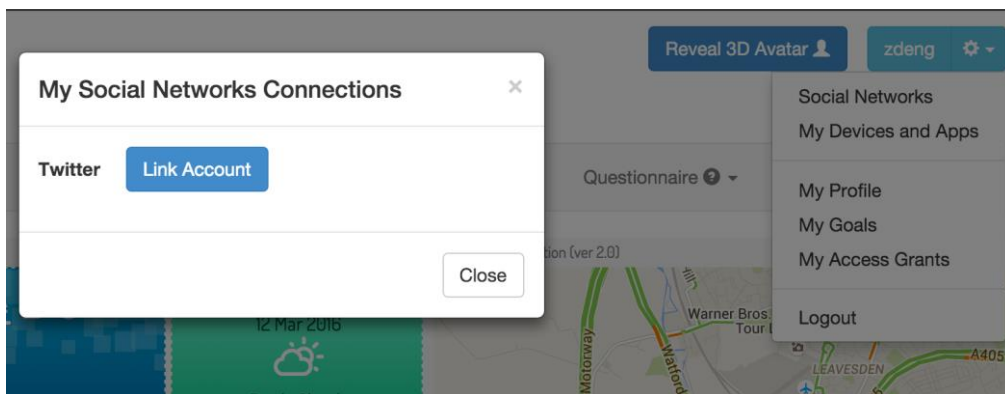 Reveal 3D Avatar
zdeng
My Social Networks Connections
×
Social Networks
My Devices and Apps
Twitter
Link Account
Questionnaire
My Profile
My Goals
tion (ver 2.0)
My Access Grants
Close
Warner Bros.
Tour
12 Mar 2016
Logout
Motorway
Watford
LEAVESDEN
A405